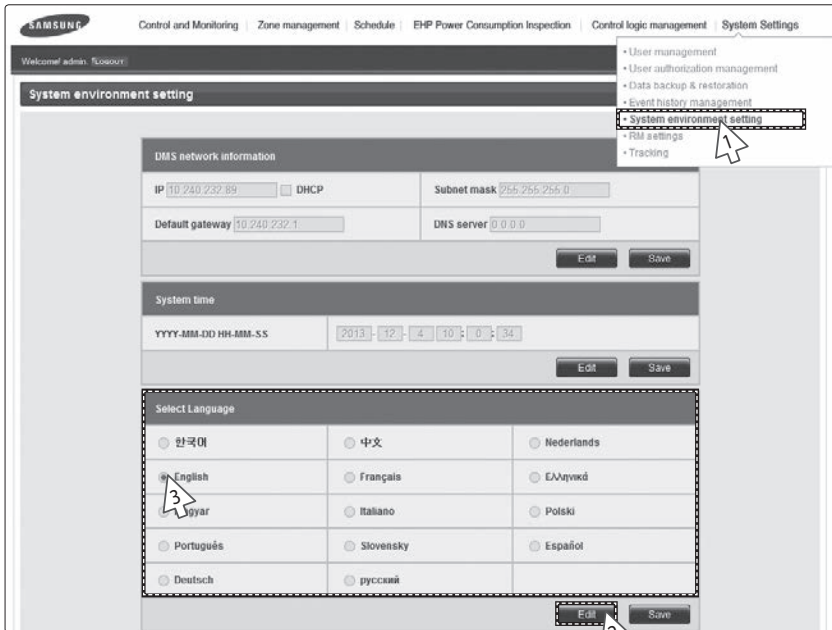 SAMSUNG
Control and Monitoring Zone management Schedule EHP Power Consumption Inspection Control logic management System Settings
Welcome! admin. LOGOUT
• User management
• User authorization management
• Data backup & restoration
• Event history management
• System environment setting
• RM settings
• Tracking
1
System environment setting
DMS network information
IP 10.240.232.89 DHCP Subnet mask 255.255.255.0
Default gateway 10.240.232.1 DNS server 0.0.0.0
Edit Save
System time
YYYY-MM-DD HH-MM-SS 2013 - 12 - 4 10 : 0 : 34
Edit Save
Select Language
한국어 中文 Nederlands
English Français Ελληνικά
3
Italiano Polski
Português Slovensky Español
Deutsch русский
Edit Save
2